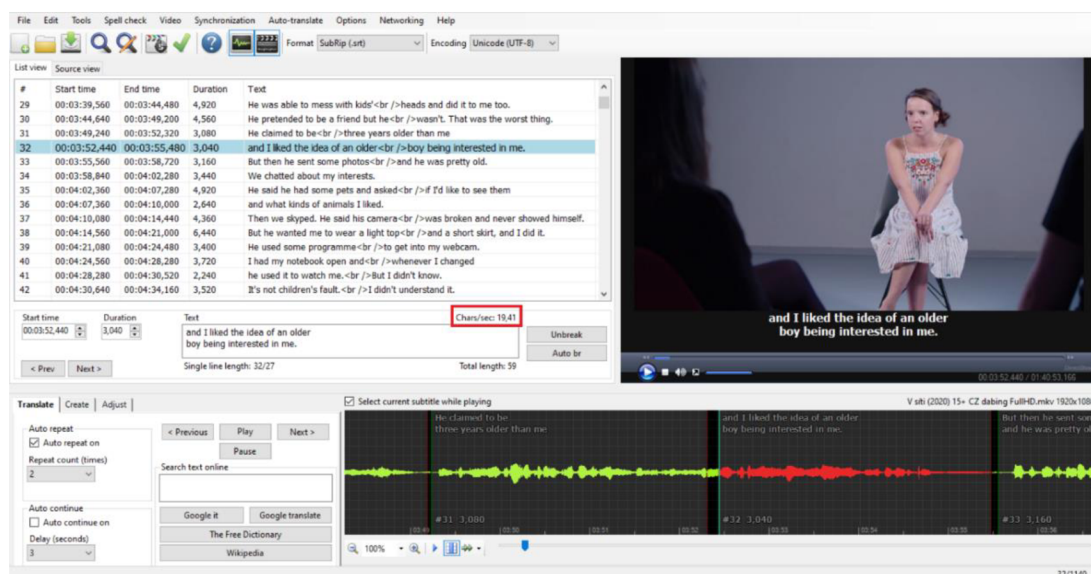 File Edit Tools Spell check Video Synchronization Auto-translate Options Networking Help
Format SubRip (.srt) Encoding Unicode (UTF-8)
List view Source view
# Start time End time Duration Text
29 00:03:39,560 00:03:44,480 4,920 He was able to mess with kids'<br />heads and did it to me too.
30 00:03:44,640 00:03:49,200 4,560 He pretended to be a friend but he<br />wasn't. That was the worst thing.
31 00:03:49,240 00:03:52,320 3,080 He claimed to be<br />three years older than me
32 00:03:52,440 00:03:55,480 3,040 and I liked the idea of an older<br />boy being interested in me.
33 00:03:55,560 00:03:58,720 3,160 But then he sent some photos<br />and he was pretty old.
34 00:03:58,840 00:04:02,280 3,440 We chatted about my interests.
35 00:04:02,360 00:04:07,280 4,920 He said he had some pets and asked<br />if I'd like to see them
36 00:04:07,360 00:04:10,000 2,640 and what kinds of animals I liked.
37 00:04:10,080 00:04:14,440 4,360 Then we skyped. He said his camera<br />was broken and never showed himself.
38 00:04:14,560 00:04:21,000 6,440 But he wanted me to wear a light top<br />and a short skirt, and I did it.
39 00:04:21,080 00:04:24,480 3,400 He used some programme<br />to get into my webcam.
40 00:04:24,560 00:04:28,280 3,720 I had my notebook open and<br />whenever I changed
41 00:04:28,280 00:04:30,520 2,240 he used it to watch me.<br />But I didn't know.
42 00:04:30,640 00:04:34,160 3,520 It's not children's fault.<br />I didn't understand it.
Start time Duration Text Chars/sec: 19,41
00:03:52,440 3,040
and I liked the idea of an older
boy being interested in me.
Unbreak
Auto br
< Prev Next >
Single line length: 32/27 Total length: 59
and I liked the idea of an older
boy being interested in me.
00:03:52.440 / 01:40:53.166
Translate Create Adjust
Select current subtitle while playing
V siti (2020) 15+ CZ dabing FullHD.mkv 1920x108
Auto repeat
Auto repeat on
Repeat count (times)
2
Auto continue
Auto continue on
Delay (seconds)
3
< Previous Play Next >
Pause
Search text online
Google it Google translate
The Free Dictionary
Wikipedia
He claimed to be
three years older than me
and I liked the idea of an older
boy being interested in me.
But then he sent som
and he was pretty ol
#31 3,080
#32 3,040
#33 3,160
03:49 03:50 03:51 03:52 03:53 03:54 03:55 03:56
100%